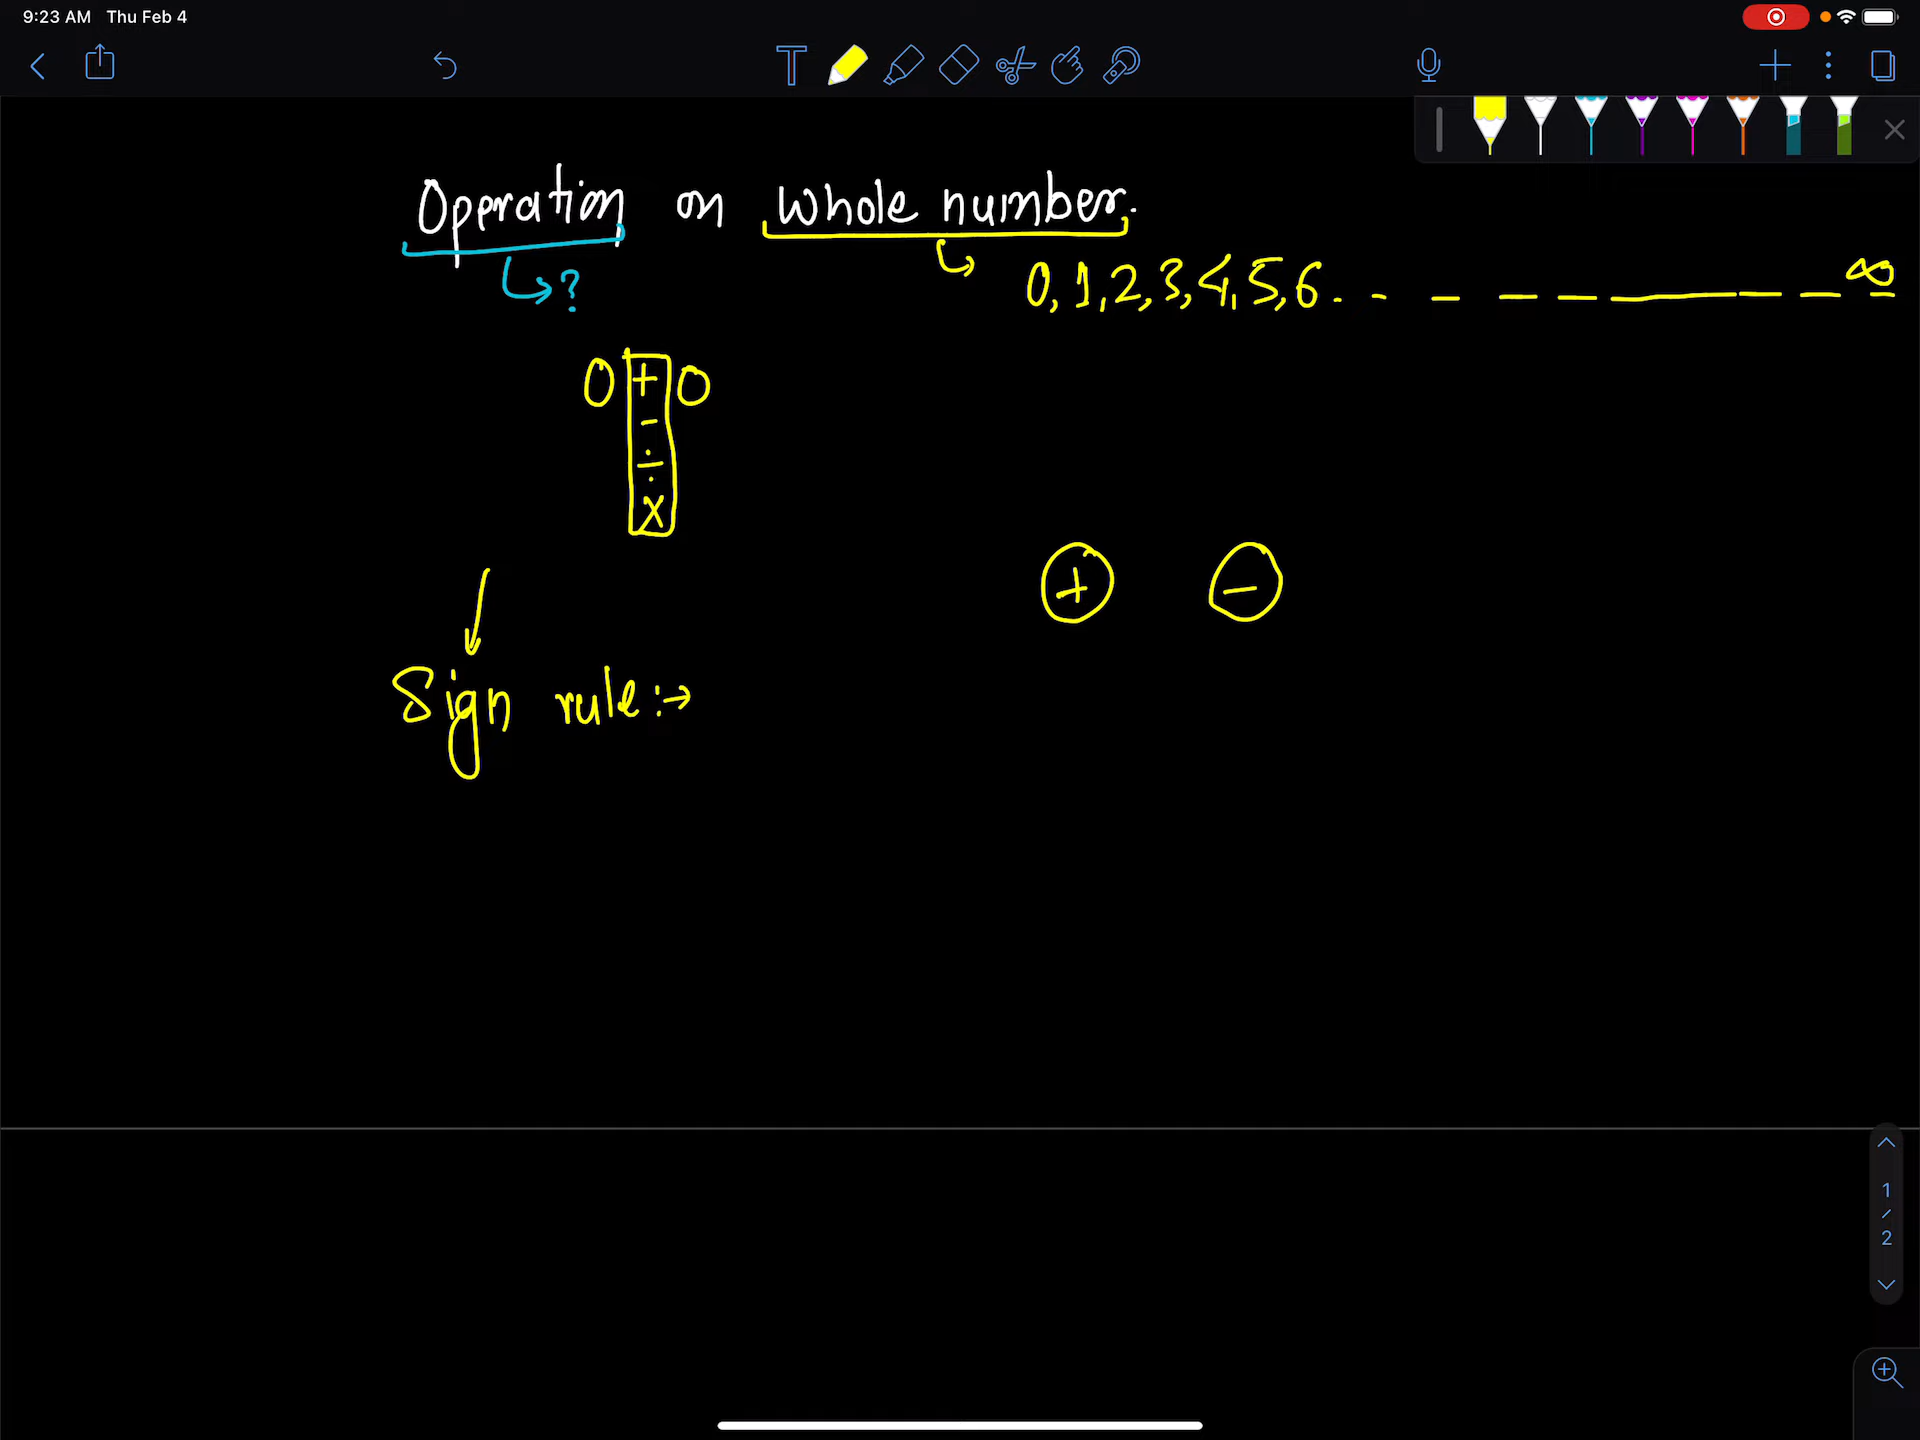 9:23 AM Thu Feb 4
Operation on Whole number.
?
0, 1, 2, 3, 4, 5, 6 . . - - - - - - - ∞
0 + 0
-
÷
x
+ -
Sign rule :→
1
/
2